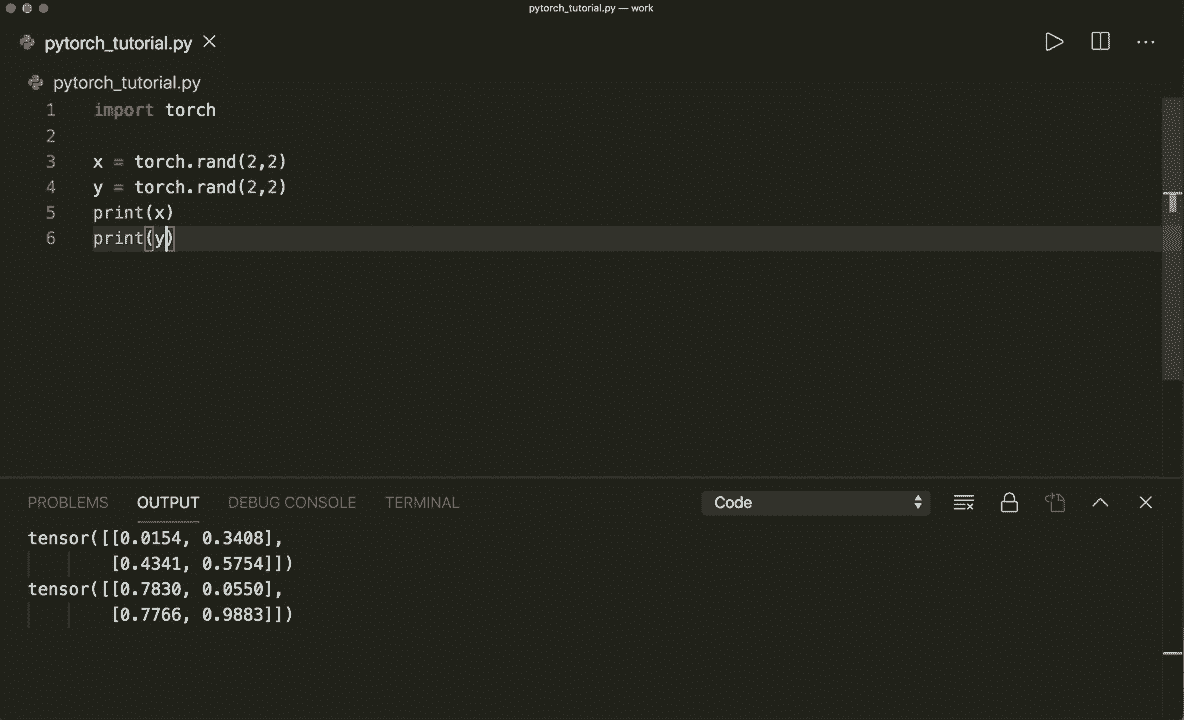 pytorch_tutorial.py — work
pytorch_tutorial.py
pytorch_tutorial.py
1 import torch
2
3 x = torch.rand(2,2)
4 y = torch.rand(2,2)
5 print(x)
6 print(y)
PROBLEMS OUTPUT DEBUG CONSOLE TERMINAL Code
tensor([[0.0154, 0.3408],
[0.4341, 0.5754]])
tensor([[0.7830, 0.0550],
[0.7766, 0.9883]])